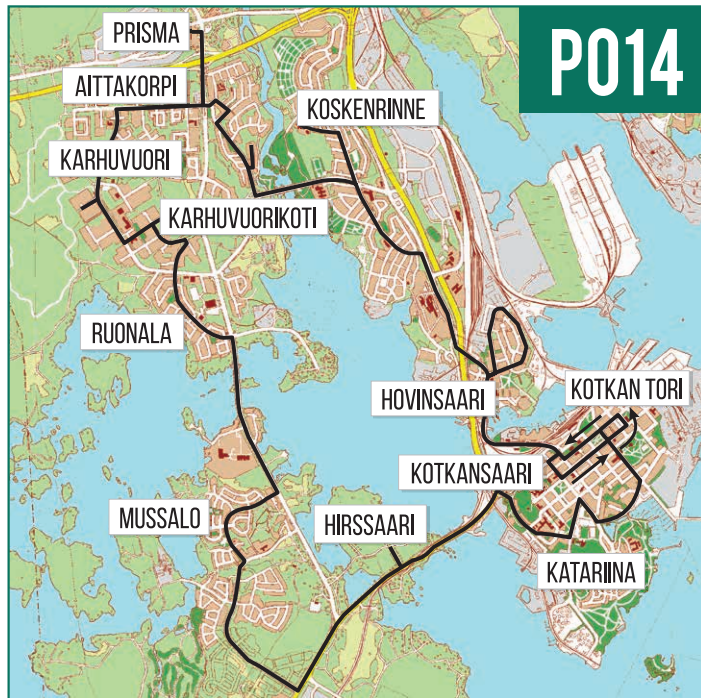 PRISMA
P014
AITTAKORPI
KOSKENRINNE
KARHUVUORI
KARHUVUORIKOTI
RUONALA
HOVINSAARI
KOTKAN TORI
KOTKANSAARI
MUSSALO
HIRSSAARI
KATARIINA